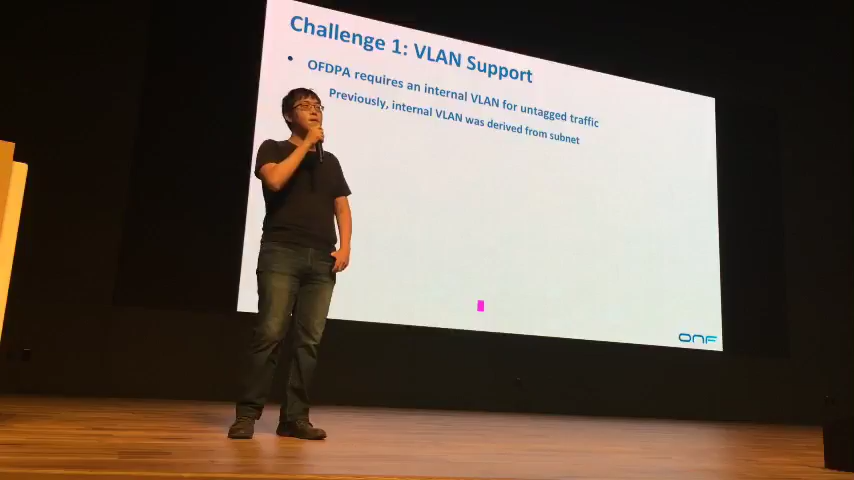 Challenge 1: VLAN Support
• OFDPA requires an internal VLAN for untagged traffic
Previously, internal VLAN was derived from subnet
ONF